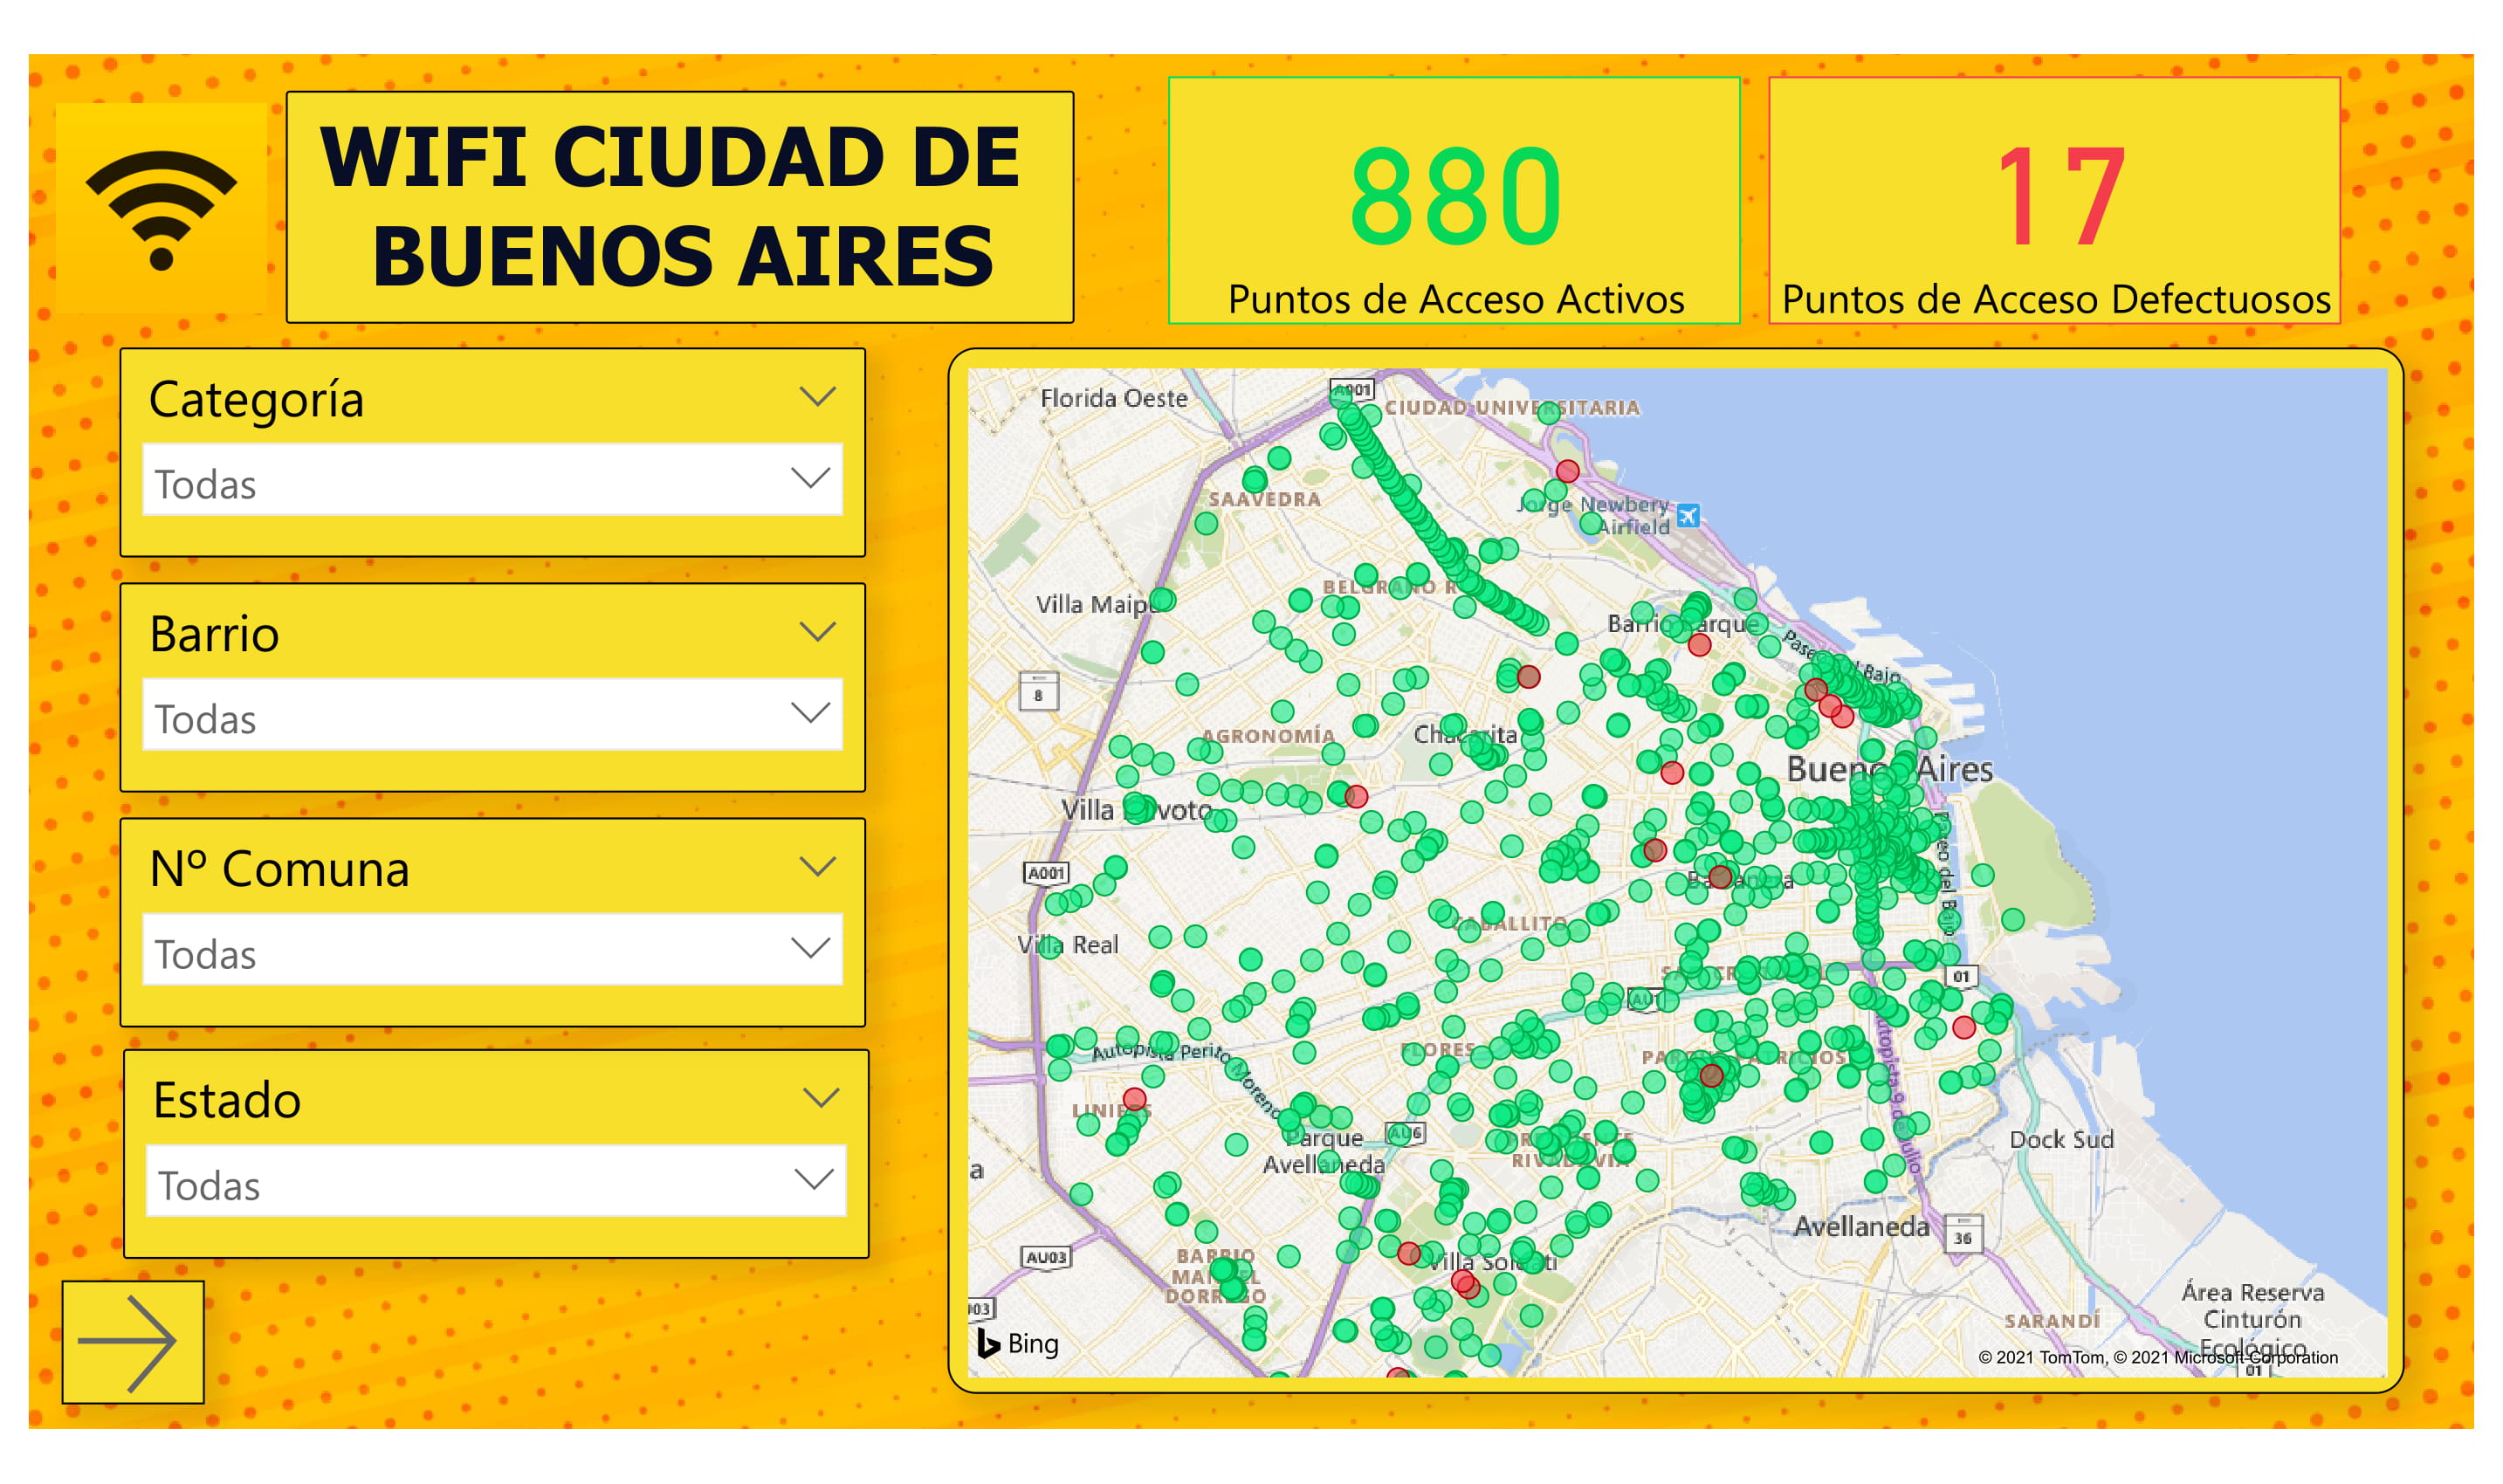 WIFI CIUDAD DE
BUENOS AIRES
880
Puntos de Acceso Activos
17
Puntos de Acceso Defectuosos
Categoría
Todas
Barrio
Todas
Nº Comuna
Todas
Estado
Todas
Florida Oeste
A001
CIUDAD UNIVERSITARIA
SAAVEDRA
Jorge Newbery
Airfield
BELGRANO R
Villa Maipú
Barrio Parque
8
AGRONOMÍA
Chacarita
Buenos Aires
Villa Devoto
Paseo del Bajo
A001
CABALLITO
Villa Real
01
AU1
Autopista Perito Moreno
FLORES
PARQUE PATRICIOS
Autopista 9 de Julio
LINIERS
Parque
Avellaneda
AU6
RIVADAVIA
Dock Sud
Avellaneda
36
AU03
BARRIO
MANUEL
DORREGO
Villa Soldati
Área Reserva
Cinturón
Ecológico
SARANDÍ
Bing
© 2021 TomTom, © 2021 Microsoft Corporation
01